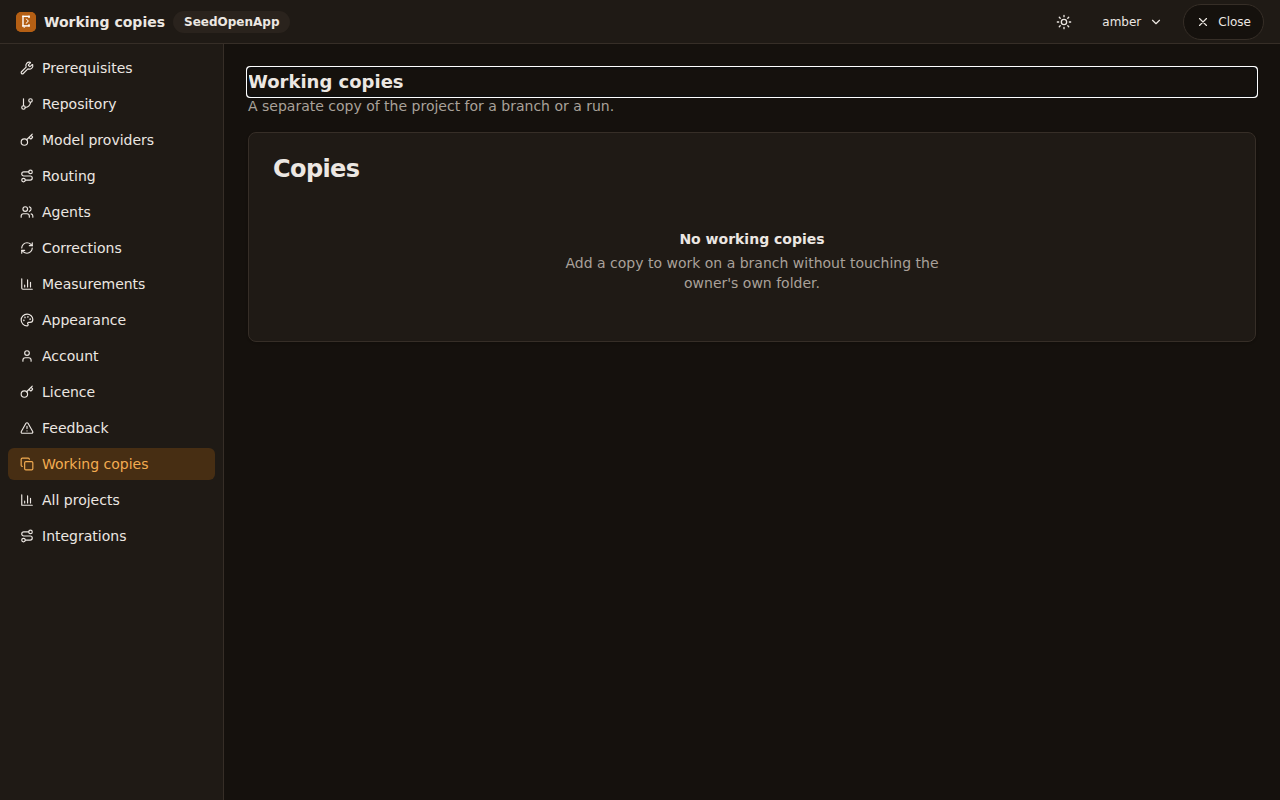 Working copies
SeedOpenApp
amber
Close
Prerequisites
Repository
Model providers
Routing
Agents
Corrections
Measurements
Appearance
Account
Licence
Feedback
Working copies
All projects
Integrations
Working copies
A separate copy of the project for a branch or a run.
Copies
No working copies
Add a copy to work on a branch without touching the
owner's own folder.